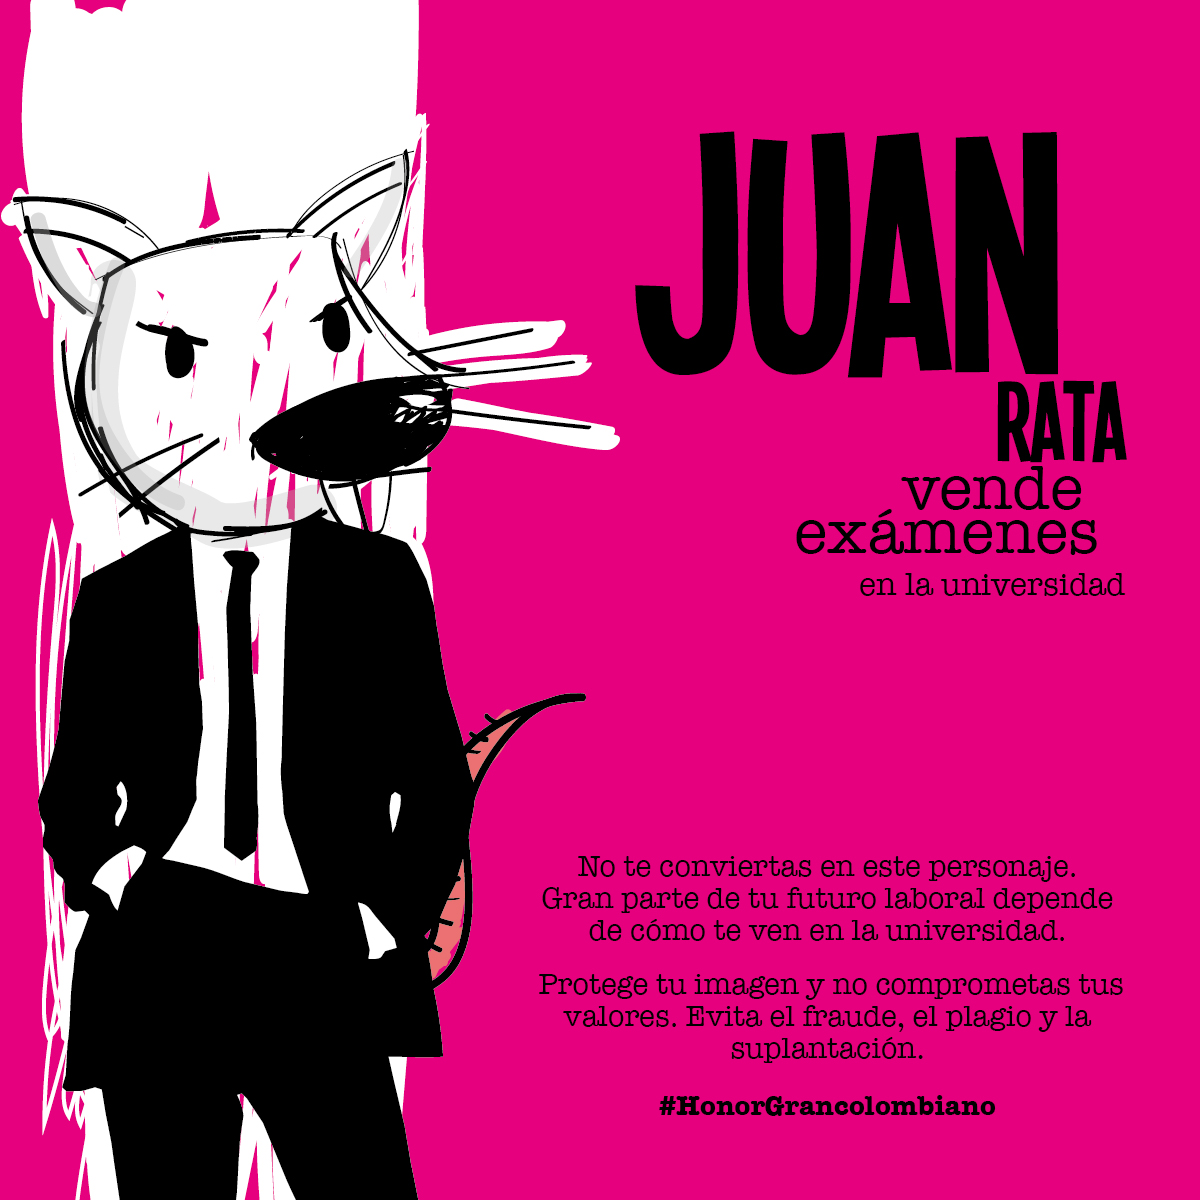 JUAN
RATA
vende
exámenes
en la universidad
No te conviertas en este personaje.
Gran parte de tu futuro laboral depende
de cómo te ven en la universidad.
Protege tu imagen y no comprometas tus
valores. Evita el fraude, el plagio y la
suplantación.
#HonorGrancolombiano